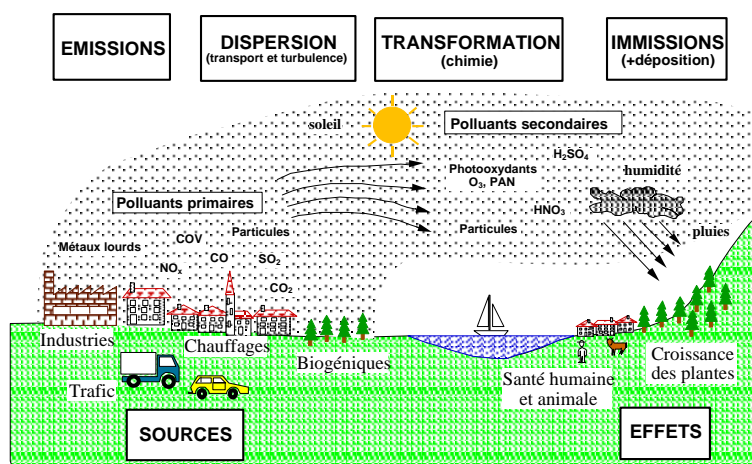 EMISSIONS
DISPERSION
(transport et turbulence)
TRANSFORMATION
(chimie)
IMMISSIONS
(+déposition)
soleil
Polluants secondaires
H₂SO₄
Photooxydants
O₃, PAN
humidité
Polluants primaires
HNO₃
Particules
Particules
pluies
Métaux lourds
COV
CO
SO₂
NOₓ
CO₂
Industries
Chauffages
Biogéniques
Trafic
Santé humaine
et animale
Croissance
des plantes
SOURCES
EFFETS